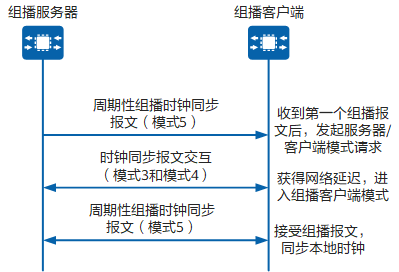 组播服务器
组播客户端
周期性组播时钟同步
报文（模式5）
收到第一个组播报
文后，发起服务器/
客户端模式请求
时钟同步报文交互
（模式3和模式4）
获得网络延迟，进
入组播客户端模式
周期性组播时钟同步
报文（模式5）
接受组播报文，
同步本地时钟